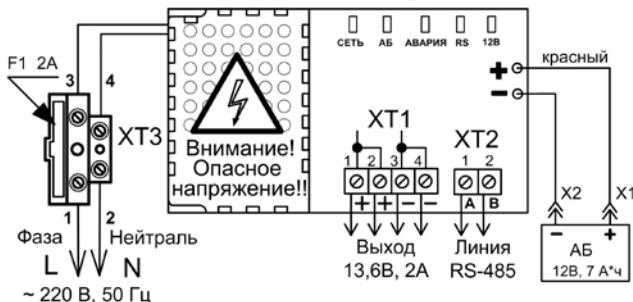 СЕТЬ АБ АВАРИЯ RS 12В
F1 2А
3 4
красный
+
−
XT3
XT1
XT2
Внимание!
Опасное
напряжение!!
1 2 3 4
1 2
+ + − −
А В
X2 X1
1 2
Фаза Нейтраль
L N
~ 220 В, 50 Гц
Выход
13,6В, 2А
Линия
RS-485
− +
АБ
12В, 7 А*ч